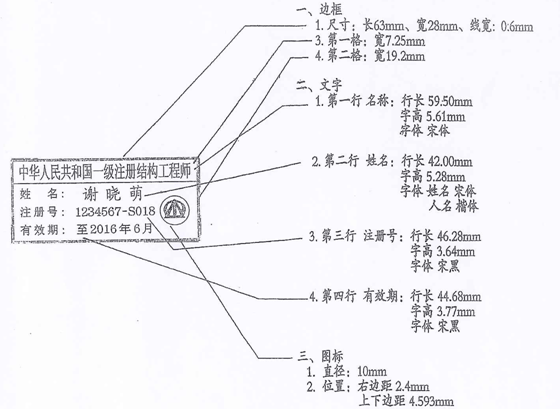 一、边框
1.尺寸：长63mm、宽28mm、线宽：0:6mm
3.第一格：宽7.25mm
4.第二格：宽19.2mm
二、文字
1.第一行 名称：行长 59.50mm
字高 5.61mm
字体 宋体
中华人民共和国一级注册结构工程师
姓 名： 谢晓萌
注册号：1234567-S018
有效期：至2016年6月
2.第二行 姓名：行长 42.00mm
字高 5.28mm
字体 姓名 宋体
人名 楷体
3.第三行 注册号：行长 46.28mm
字高 3.64mm
字体 宋黑
4.第四行 有效期：行长 44.68mm
字高 3.77mm
字体 宋黑
三、图标
1. 直径：10mm
2. 位置：右边距 2.4mm
上下边距 4.593mm